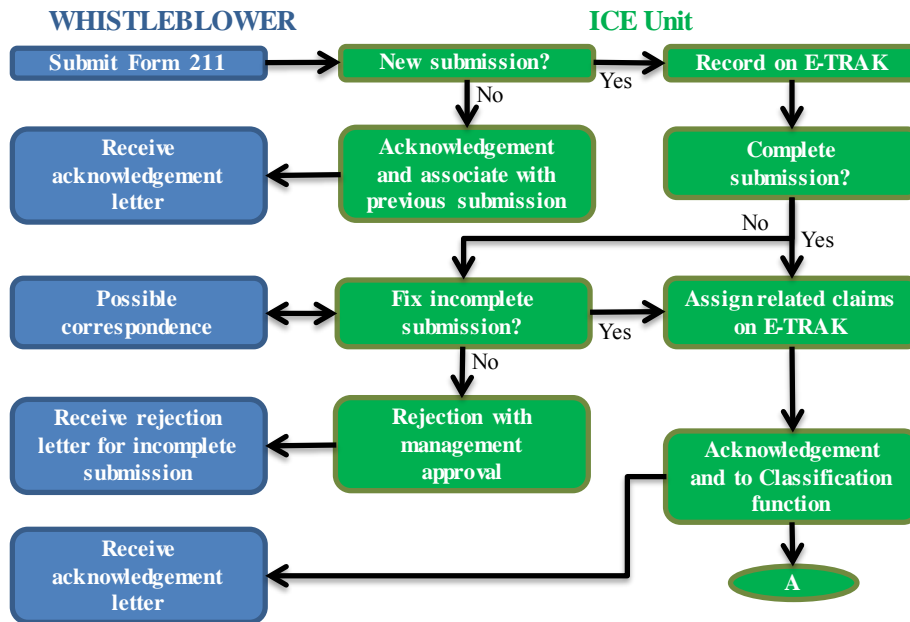 WHISTLEBLOWER
ICE Unit
Submit Form 211
New submission?
Yes
Record on E-TRAK
No
Receive
acknowledgement
letter
Acknowledgement
and associate with
previous submission
Complete
submission?
No
Yes
Possible
correspondence
Fix incomplete
submission?
Yes
Assign related claims
on E-TRAK
No
Receive rejection
letter for incomplete
submission
Rejection with
management
approval
Acknowledgement
and to Classification
function
Receive
acknowledgement
letter
A